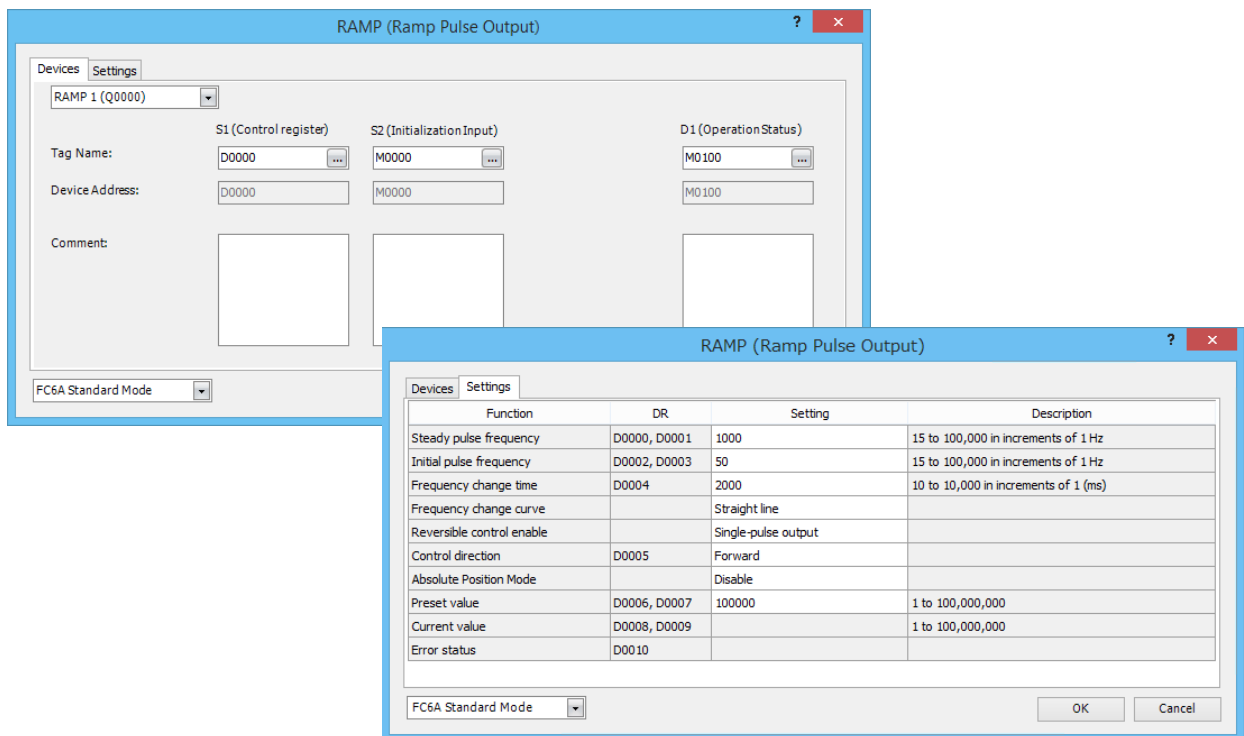 RAMP (Ramp Pulse Output)
? ×
Devices Settings
RAMP 1 (Q0000)
S1 (Control register) S2 (Initialization Input) D1 (Operation Status)
Tag Name: D0000 ... M0000 ... M0100 ...
Device Address: D0000 M0000 M0100
Comment:
FC6A Standard Mode
RAMP (Ramp Pulse Output)
? ×
Devices Settings
Function DR Setting Description
Steady pulse frequency D0000, D0001 1000 15 to 100,000 in increments of 1 Hz
Initial pulse frequency D0002, D0003 50 15 to 100,000 in increments of 1 Hz
Frequency change time D0004 2000 10 to 10,000 in increments of 1 (ms)
Frequency change curve Straight line
Reversible control enable Single-pulse output
Control direction D0005 Forward
Absolute Position Mode Disable
Preset value D0006, D0007 100000 1 to 100,000,000
Current value D0008, D0009 1 to 100,000,000
Error status D0010
FC6A Standard Mode
OK Cancel